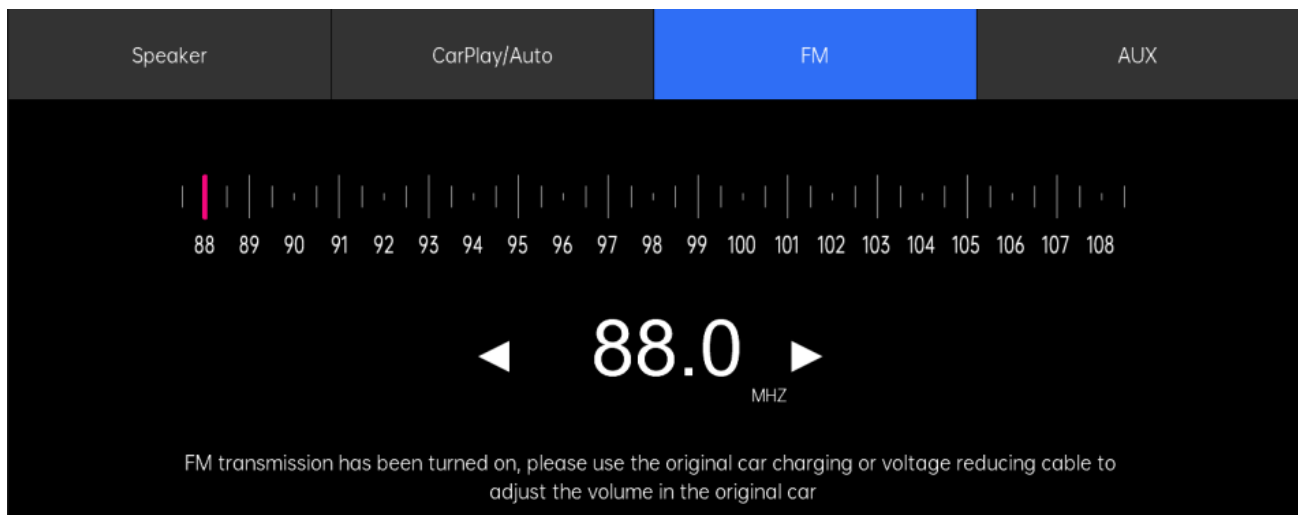 Speaker CarPlay/Auto FM AUX
88 89 90 91 92 93 94 95 96 97 98 99 100 101 102 103 104 105 106 107 108
88.0
MHZ
FM transmission has been turned on, please use the original car charging or voltage reducing cable to
adjust the volume in the original car